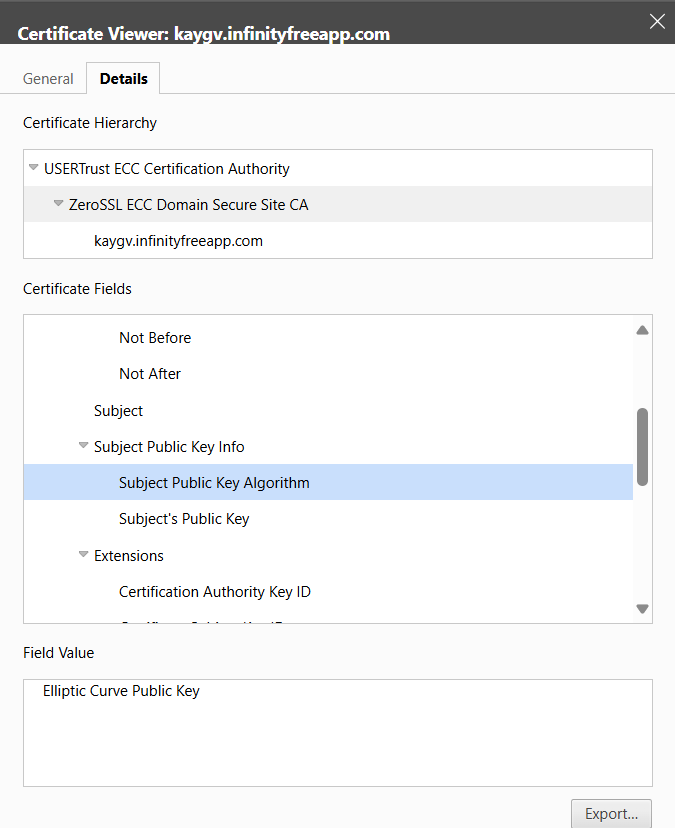 Certificate Viewer: kaygv.infinityfreeapp.com
General Details
Certificate Hierarchy
USERTrust ECC Certification Authority
ZeroSSL ECC Domain Secure Site CA
kaygv.infinityfreeapp.com
Certificate Fields
Not Before
Not After
Subject
Subject Public Key Info
Subject Public Key Algorithm
Subject's Public Key
Extensions
Certification Authority Key ID
Field Value
Elliptic Curve Public Key
Export...